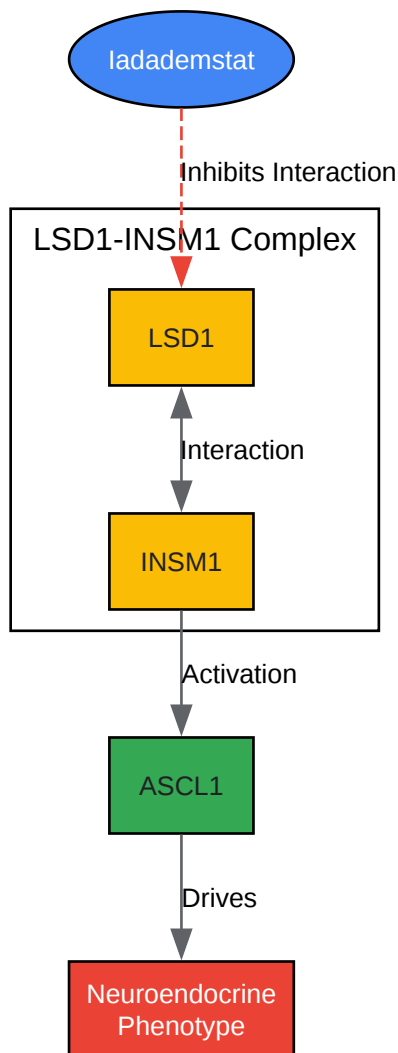 Iadademstat
Inhibits Interaction
LSD1-INSM1 Complex
LSD1
Interaction
INSM1
Activation
ASCL1
Drives
Neuroendocrine
Phenotype